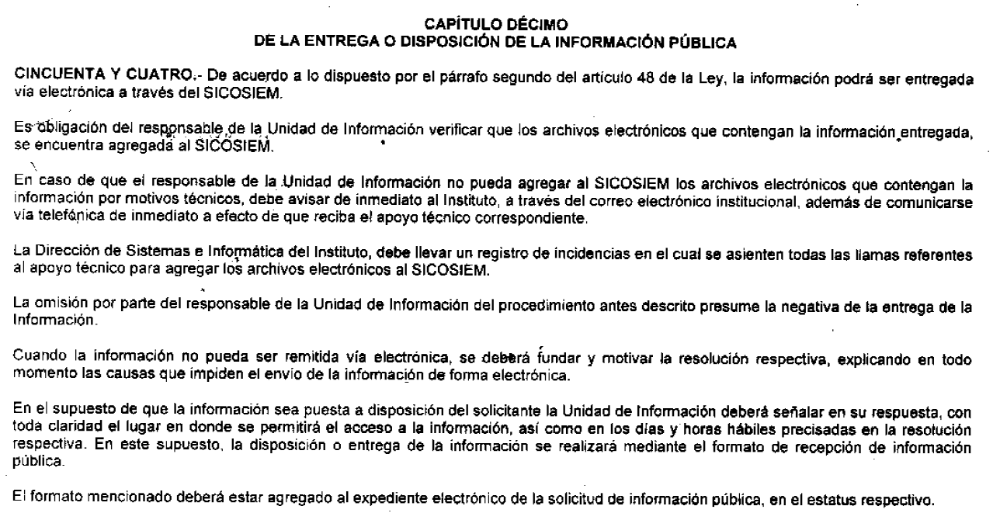 CAPÍTULO DÉCIMO
DE LA ENTREGA O DISPOSICIÓN DE LA INFORMACIÓN PÚBLICA
CINCUENTA Y CUATRO.- De acuerdo a lo dispuesto por el párrafo segundo del artículo 48 de la Ley, la información podrá ser entregada
vía electrónica a través del SICOSIEM.
Es obligación del responsable de la Unidad de Información verificar que los archivos electrónicos que contengan la información entregada,
se encuentra agregada al SICOSIEM.
En caso de que el responsable de la Unidad de Información no pueda agregar al SICOSIEM los archivos electrónicos que contengan la
información por motivos técnicos, debe avisar de inmediato al Instituto, a través del correo electrónico institucional, además de comunicarse
vía telefónica de inmediato a efecto de que reciba el apoyo técnico correspondiente.
La Dirección de Sistemas e Informática del Instituto, debe llevar un registro de incidencias en el cual se asienten todas las llamas referentes
al apoyo técnico para agregar los archivos electrónicos al SICOSIEM.
La omisión por parte del responsable de la Unidad de Información del procedimiento antes descrito presume la negativa de la entrega de la
Información.
Cuando la información no pueda ser remitida vía electrónica, se deberá fundar y motivar la resolución respectiva, explicando en todo
momento las causas que impiden el envío de la información de forma electrónica.
En el supuesto de que la información sea puesta a disposición del solicitante la Unidad de Información deberá señalar en su respuesta, con
toda claridad el lugar en donde se permitirá el acceso a la información, así como en los días y horas hábiles precisadas en la resolución
respectiva. En este supuesto, la disposición o entrega de la información se realizará mediante el formato de recepción de información
pública.
El formato mencionado deberá estar agregado al expediente electrónico de la solicitud de información pública, en el estatus respectivo.